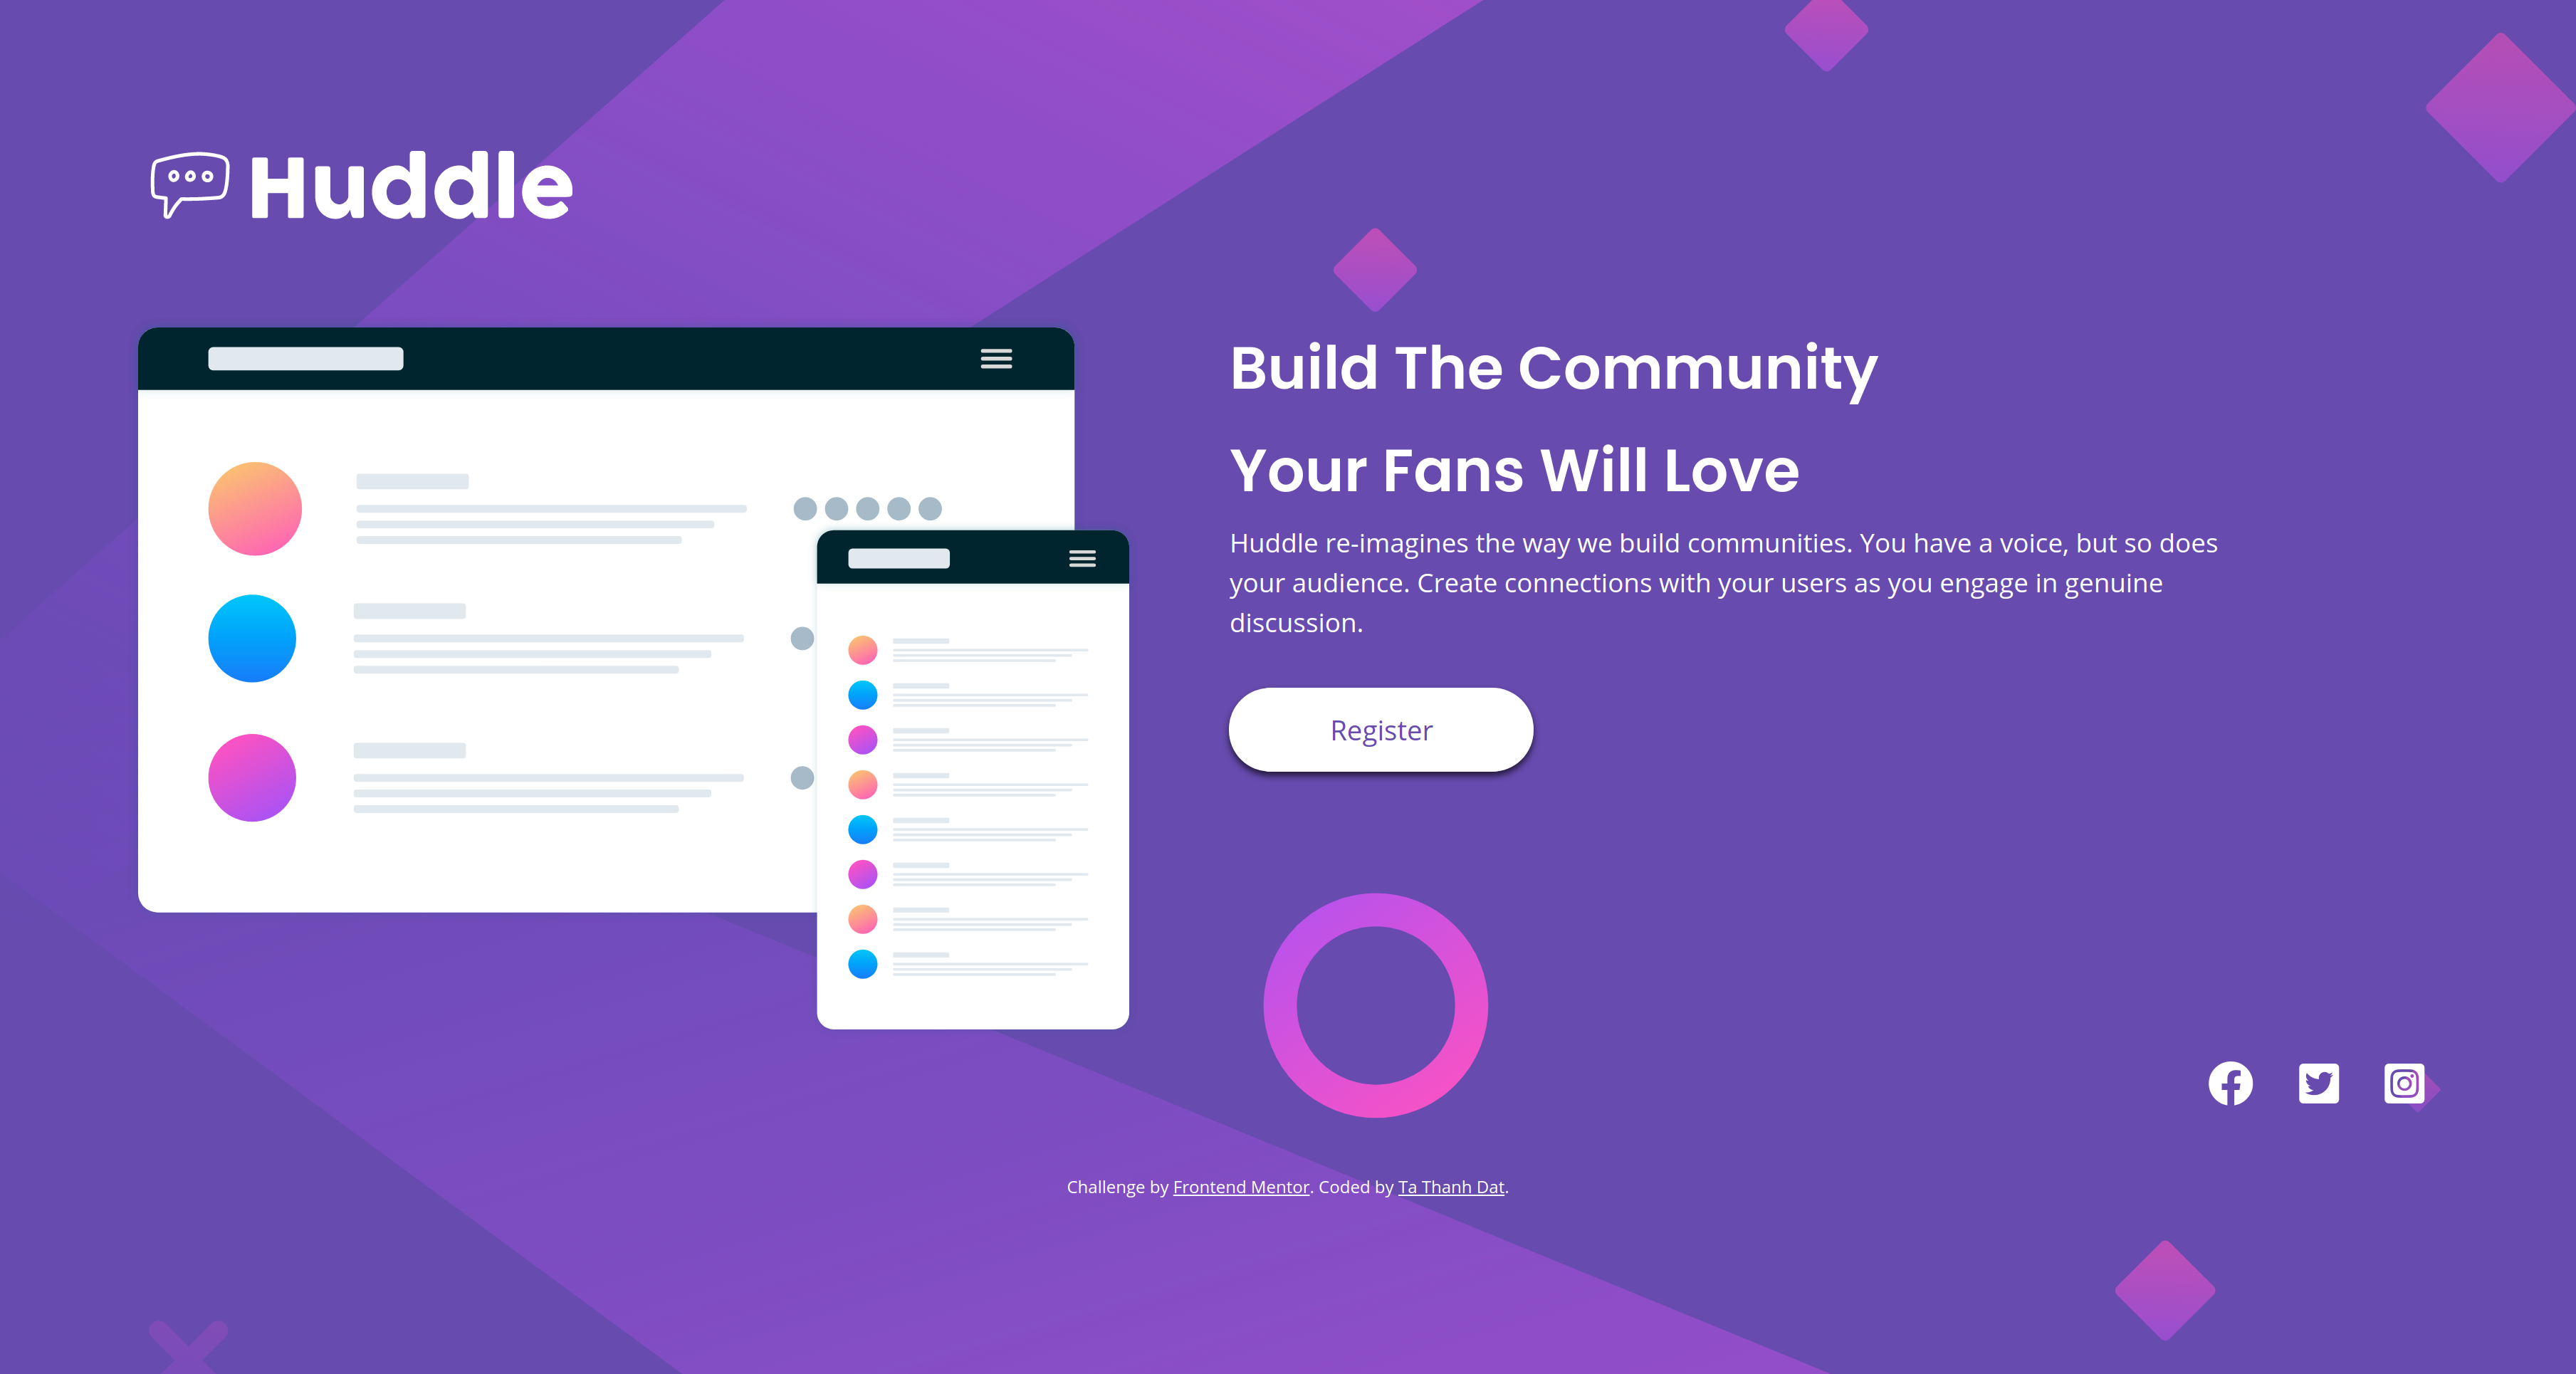 Huddle
Build The Community
Your Fans Will Love
Huddle re-imagines the way we build communities. You have a voice, but so does
your audience. Create connections with your users as you engage in genuine
discussion.
Register
Challenge by Frontend Mentor. Coded by Ta Thanh Dat.